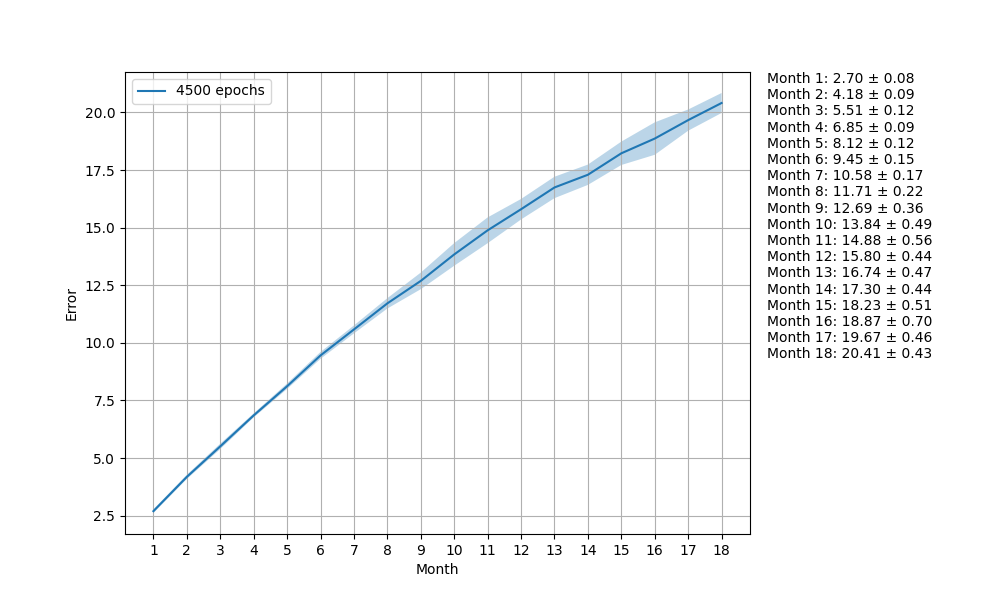 4500 epochs
20.0
17.5
15.0
12.5
10.0
7.5
5.0
2.5
Error
1 2 3 4 5 6 7 8 9 10 11 12 13 14 15 16 17 18
Month
Month 1: 2.70 ± 0.08
Month 2: 4.18 ± 0.09
Month 3: 5.51 ± 0.12
Month 4: 6.85 ± 0.09
Month 5: 8.12 ± 0.12
Month 6: 9.45 ± 0.15
Month 7: 10.58 ± 0.17
Month 8: 11.71 ± 0.22
Month 9: 12.69 ± 0.36
Month 10: 13.84 ± 0.49
Month 11: 14.88 ± 0.56
Month 12: 15.80 ± 0.44
Month 13: 16.74 ± 0.47
Month 14: 17.30 ± 0.44
Month 15: 18.23 ± 0.51
Month 16: 18.87 ± 0.70
Month 17: 19.67 ± 0.46
Month 18: 20.41 ± 0.43